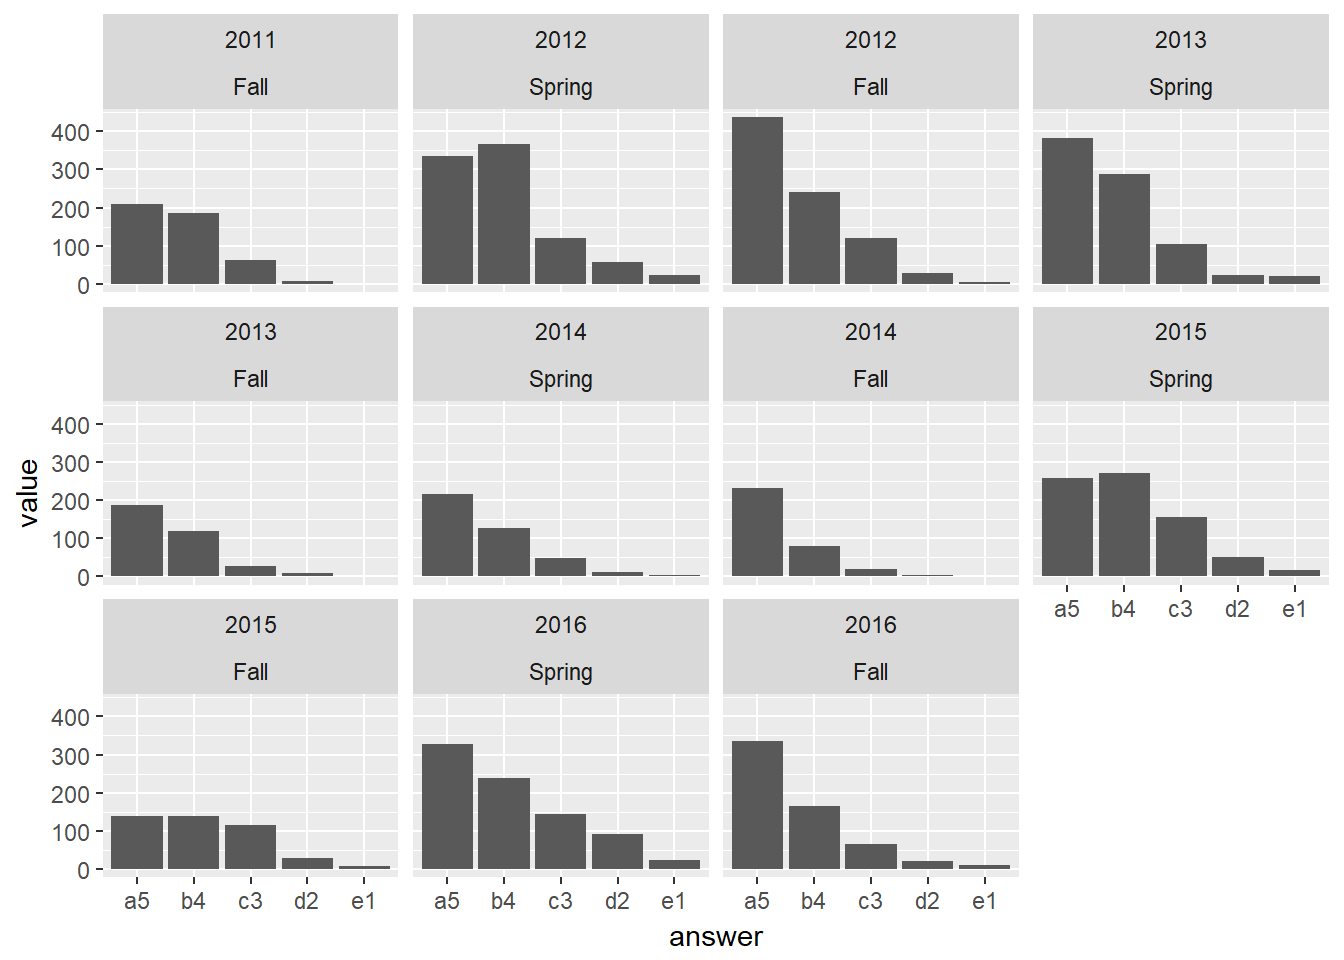 2011 2012 2012 2013
Fall Spring Fall Spring
400
300
200
100
0
2013 2014 2014 2015
Fall Spring Fall Spring
400
300
200
100
0
a5 b4 c3 d2 e1
2015 2016 2016
Fall Spring Fall
400
300
200
100
0
a5 b4 c3 d2 e1 a5 b4 c3 d2 e1 a5 b4 c3 d2 e1
answer
value